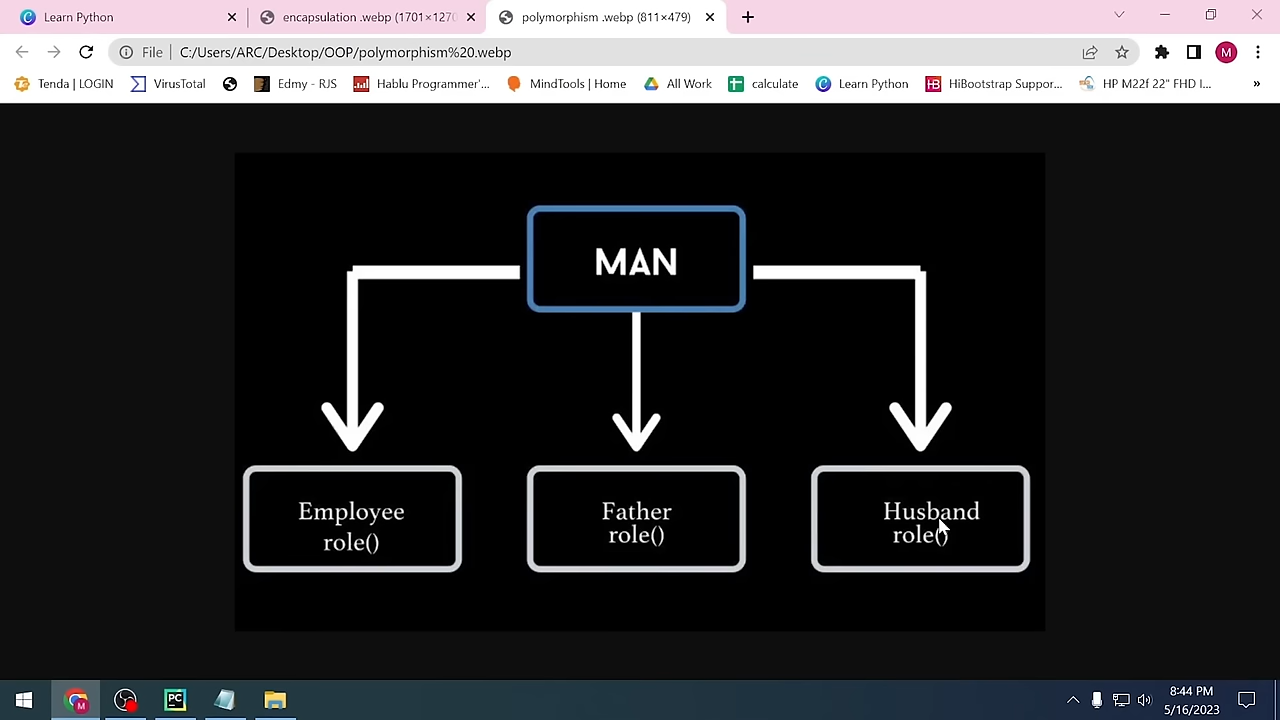 Learn Python
encapsulation .webp (1701×1270
polymorphism .webp (811×479)
File
C:/Users/ARC/Desktop/OOP/polymorphism%20.webp
M
Tenda | LOGIN
VirusTotal
Edmy - RJS
Hablu Programmer'...
MindTools | Home
All Work
calculate
Learn Python
HiBootstrap Suppor...
HP M22f 22" FHD I...
»
MAN
Employee
role()
Father
role()
Husband
role()
8:44 PM
5/16/2023